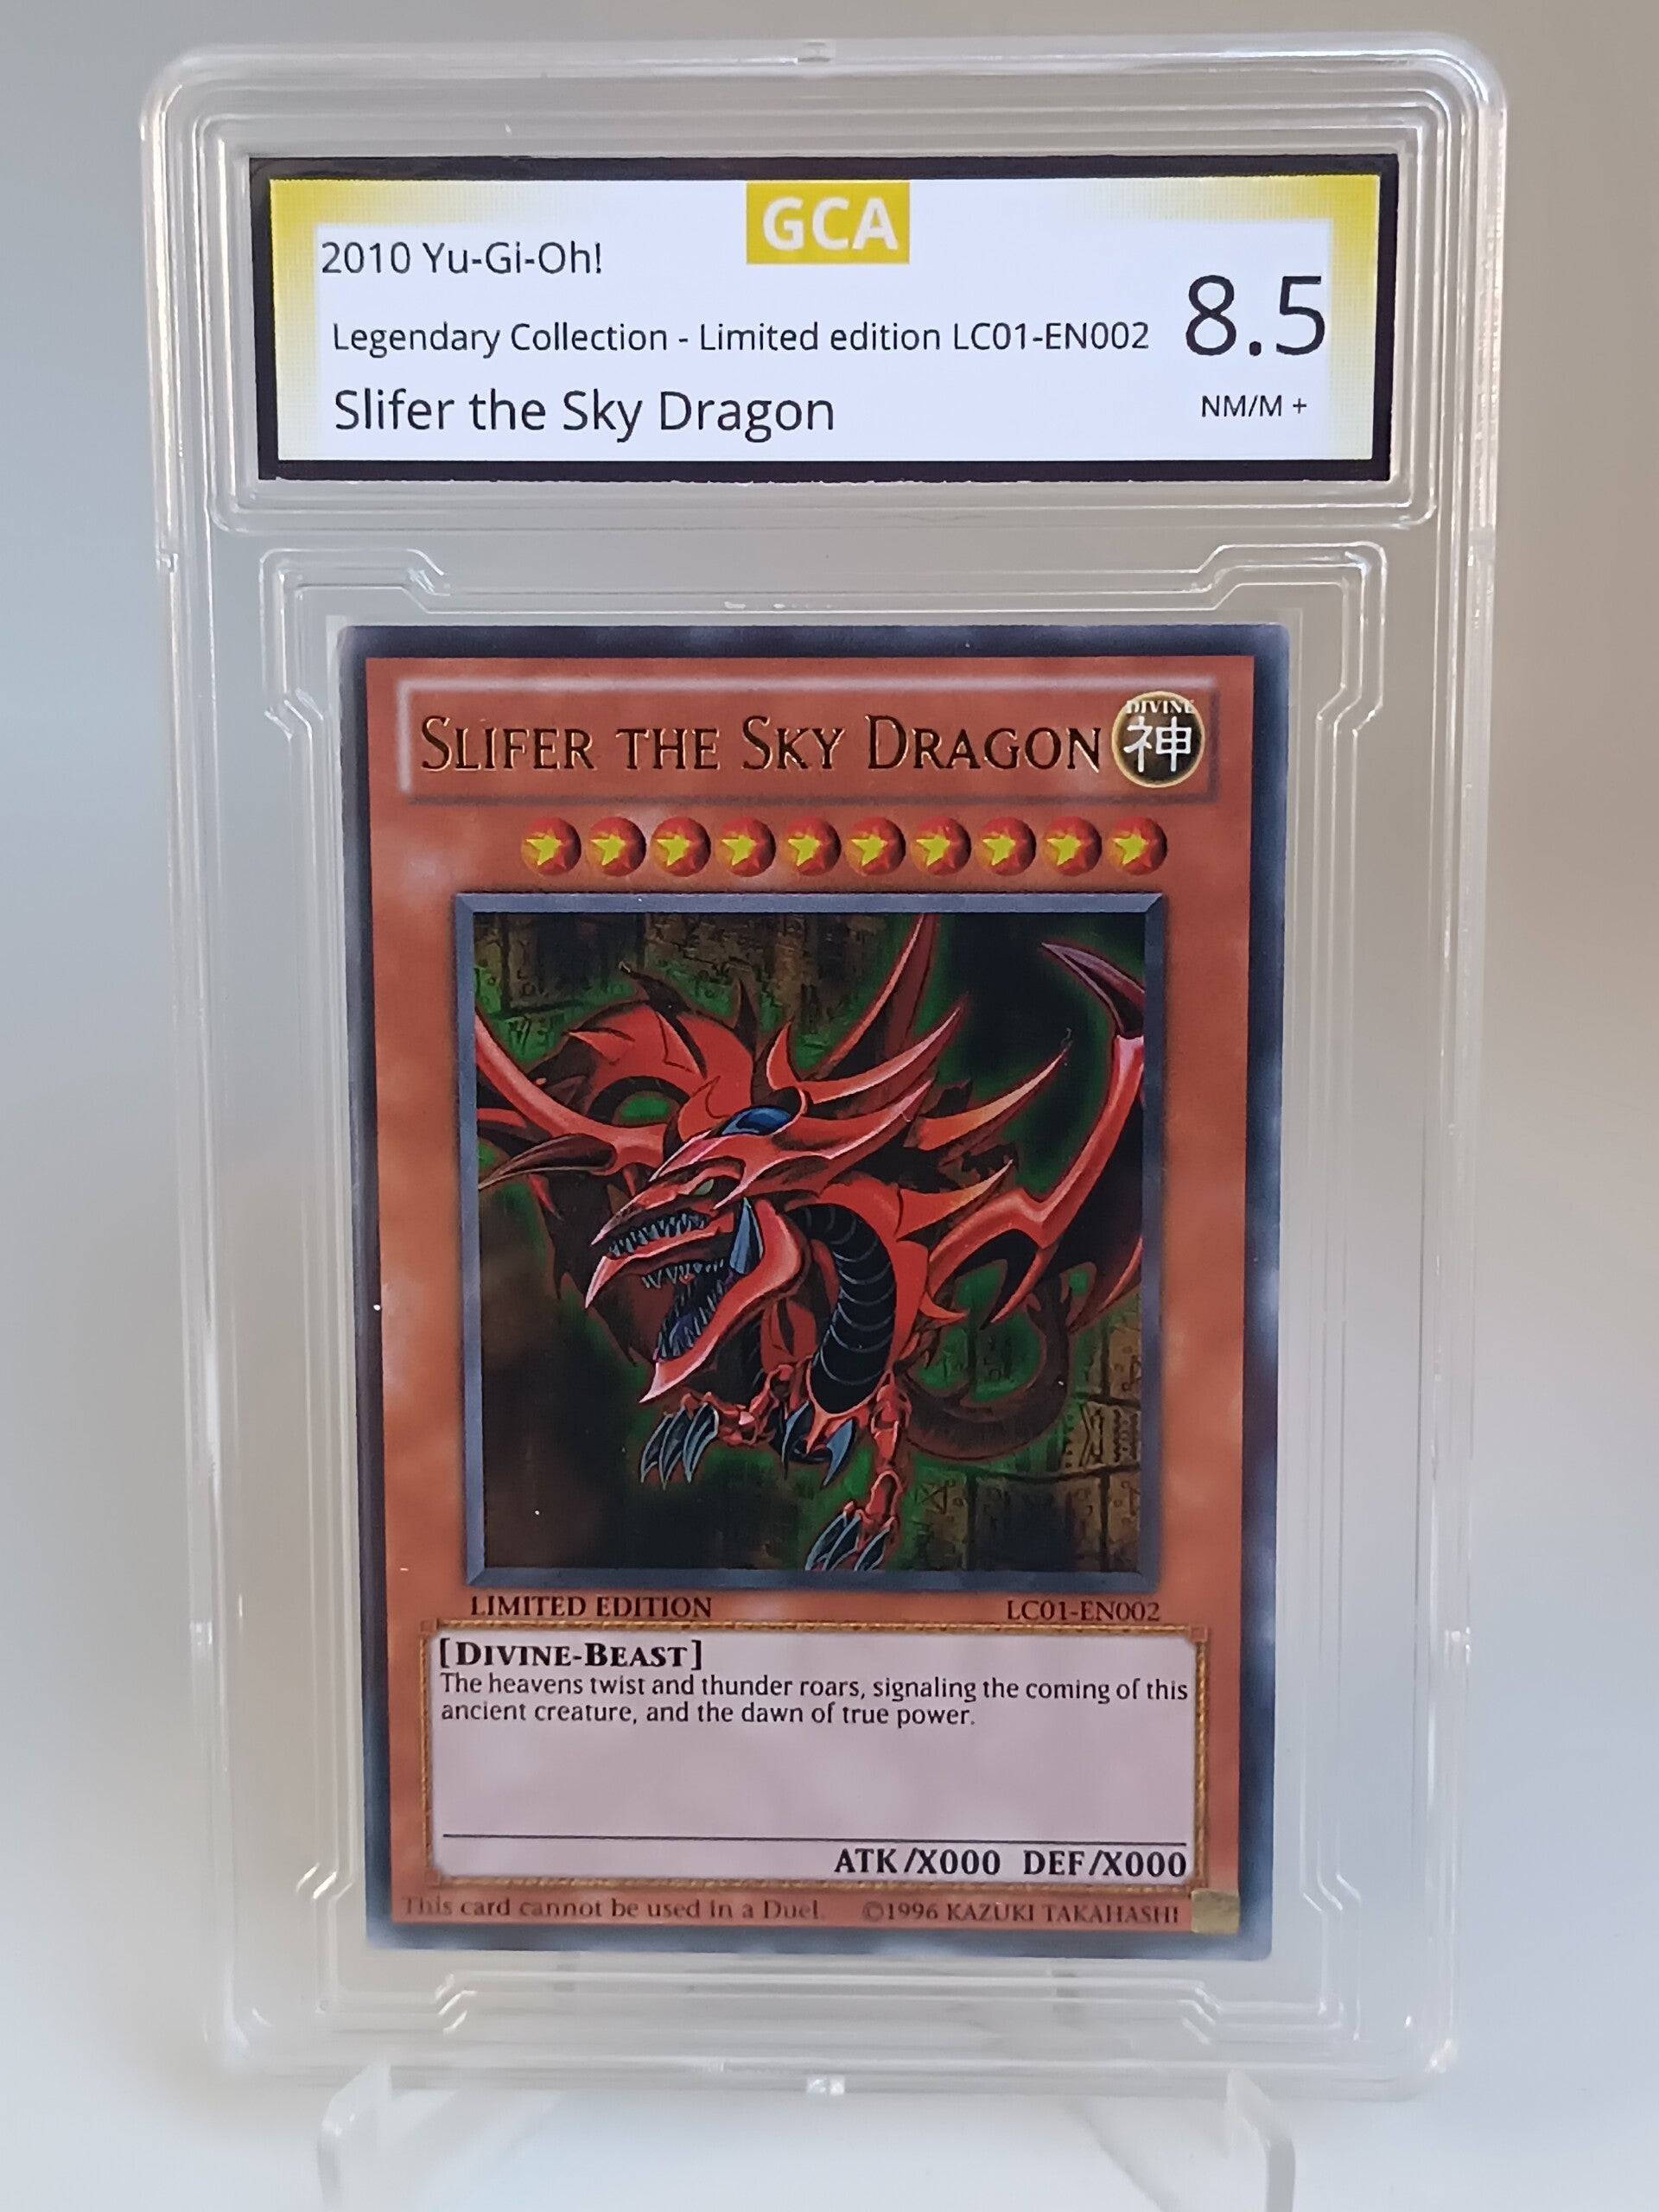 GCA
2010 Yu-Gi-Oh!
Legendary Collection - Limited edition LC01-EN002
8.5
Slifer the Sky Dragon
NM/M +
SLIFER THE SKY DRAGON
DIVINE
神
LIMITED EDITION
LC01-EN002
[DIVINE-BEAST]
The heavens twist and thunder roars, signaling the coming of this
ancient creature, and the dawn of true power.
ATK/X000 DEF/X000
This card cannot be used in a Duel. ©1996 KAZUKI TAKAHASHI